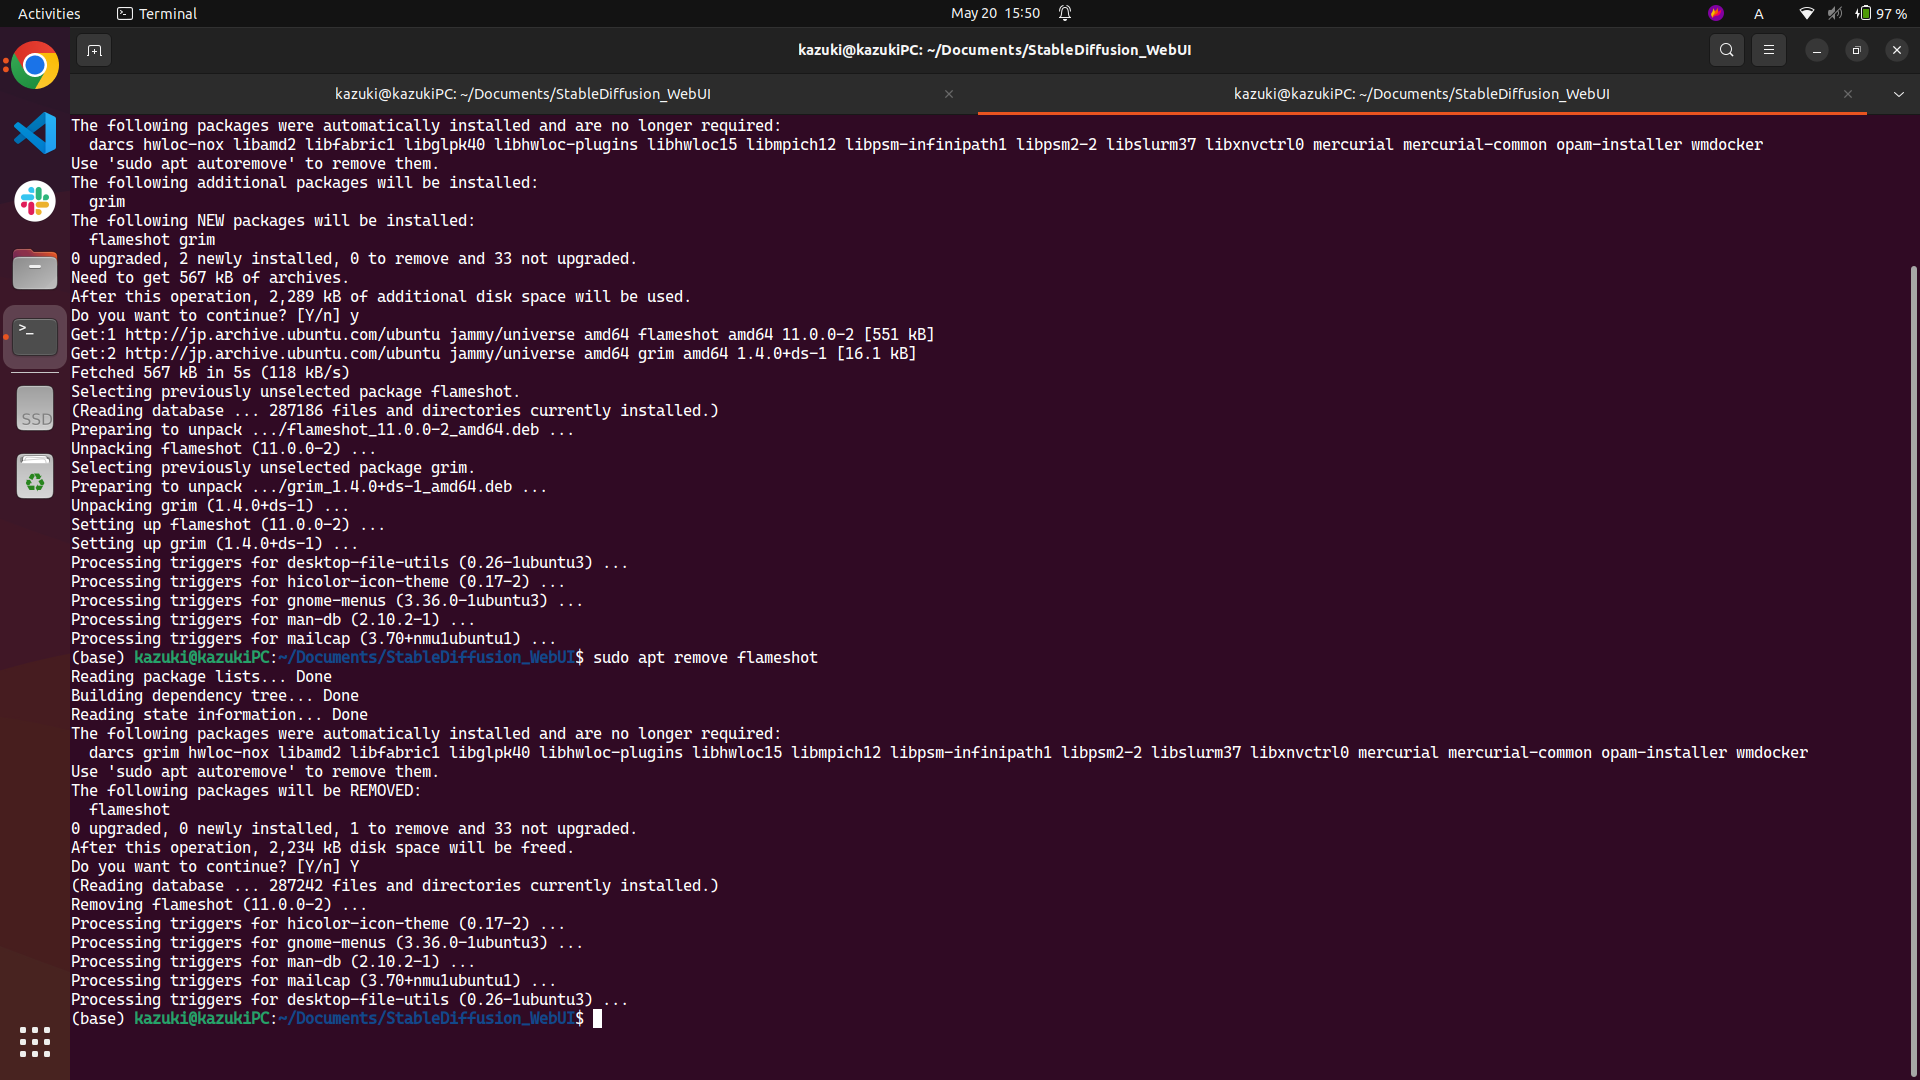 Activities
Terminal
May 20 15:50
A
97 %
kazuki@kazukiPC: ~/Documents/StableDiffusion_WebUI
kazuki@kazukiPC: ~/Documents/StableDiffusion_WebUI
kazuki@kazukiPC: ~/Documents/StableDiffusion_WebUI
The following packages were automatically installed and are no longer required:
darcs hwloc-nox libamd2 libfabric1 libglpk40 libhwloc-plugins libhwloc15 libmpich12 libpsm-infinipath1 libpsm2-2 libslurm37 libxnvctrl0 mercurial mercurial-common opam-installer wmdocker
Use 'sudo apt autoremove' to remove them.
The following additional packages will be installed:
grim
The following NEW packages will be installed:
flameshot grim
0 upgraded, 2 newly installed, 0 to remove and 33 not upgraded.
Need to get 567 kB of archives.
After this operation, 2,289 kB of additional disk space will be used.
Do you want to continue? [Y/n] y
Get:1 http://jp.archive.ubuntu.com/ubuntu jammy/universe amd64 flameshot amd64 11.0.0-2 [551 kB]
Get:2 http://jp.archive.ubuntu.com/ubuntu jammy/universe amd64 grim amd64 1.4.0+ds-1 [16.1 kB]
Fetched 567 kB in 5s (118 kB/s)
Selecting previously unselected package flameshot.
(Reading database ... 287186 files and directories currently installed.)
Preparing to unpack .../flameshot_11.0.0-2_amd64.deb ...
Unpacking flameshot (11.0.0-2) ...
Selecting previously unselected package grim.
Preparing to unpack .../grim_1.4.0+ds-1_amd64.deb ...
Unpacking grim (1.4.0+ds-1) ...
Setting up flameshot (11.0.0-2) ...
Setting up grim (1.4.0+ds-1) ...
Processing triggers for desktop-file-utils (0.26-1ubuntu3) ...
Processing triggers for hicolor-icon-theme (0.17-2) ...
Processing triggers for gnome-menus (3.36.0-1ubuntu3) ...
Processing triggers for man-db (2.10.2-1) ...
Processing triggers for mailcap (3.70+nmu1ubuntu1) ...
(base) kazuki@kazukiPC:~/Documents/StableDiffusion_WebUI$ sudo apt remove flameshot
Reading package lists... Done
Building dependency tree... Done
Reading state information... Done
The following packages were automatically installed and are no longer required:
darcs grim hwloc-nox libamd2 libfabric1 libglpk40 libhwloc-plugins libhwloc15 libmpich12 libpsm-infinipath1 libpsm2-2 libslurm37 libxnvctrl0 mercurial mercurial-common opam-installer wmdocker
Use 'sudo apt autoremove' to remove them.
The following packages will be REMOVED:
flameshot
0 upgraded, 0 newly installed, 1 to remove and 33 not upgraded.
After this operation, 2,234 kB disk space will be freed.
Do you want to continue? [Y/n] Y
(Reading database ... 287242 files and directories currently installed.)
Removing flameshot (11.0.0-2) ...
Processing triggers for hicolor-icon-theme (0.17-2) ...
Processing triggers for gnome-menus (3.36.0-1ubuntu3) ...
Processing triggers for man-db (2.10.2-1) ...
Processing triggers for mailcap (3.70+nmu1ubuntu1) ...
Processing triggers for desktop-file-utils (0.26-1ubuntu3) ...
(base) kazuki@kazukiPC:~/Documents/StableDiffusion_WebUI$
>_
SSD